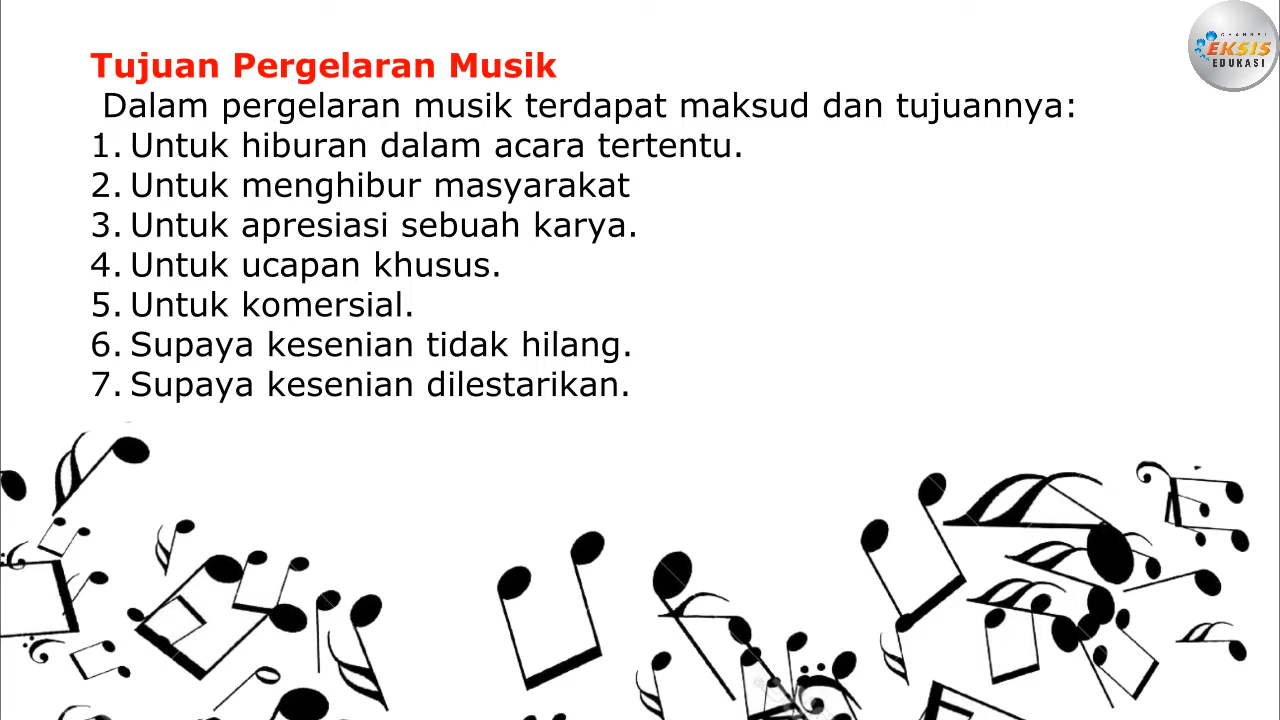 Tujuan Pergelaran Musik
Dalam pergelaran musik terdapat maksud dan tujuannya:
1. Untuk hiburan dalam acara tertentu.
2. Untuk menghibur masyarakat
3. Untuk apresiasi sebuah karya.
4. Untuk ucapan khusus.
5. Untuk komersial.
6. Supaya kesenian tidak hilang.
7. Supaya kesenian dilestarikan.
CHANNEL
EKSIS
EDUKASI